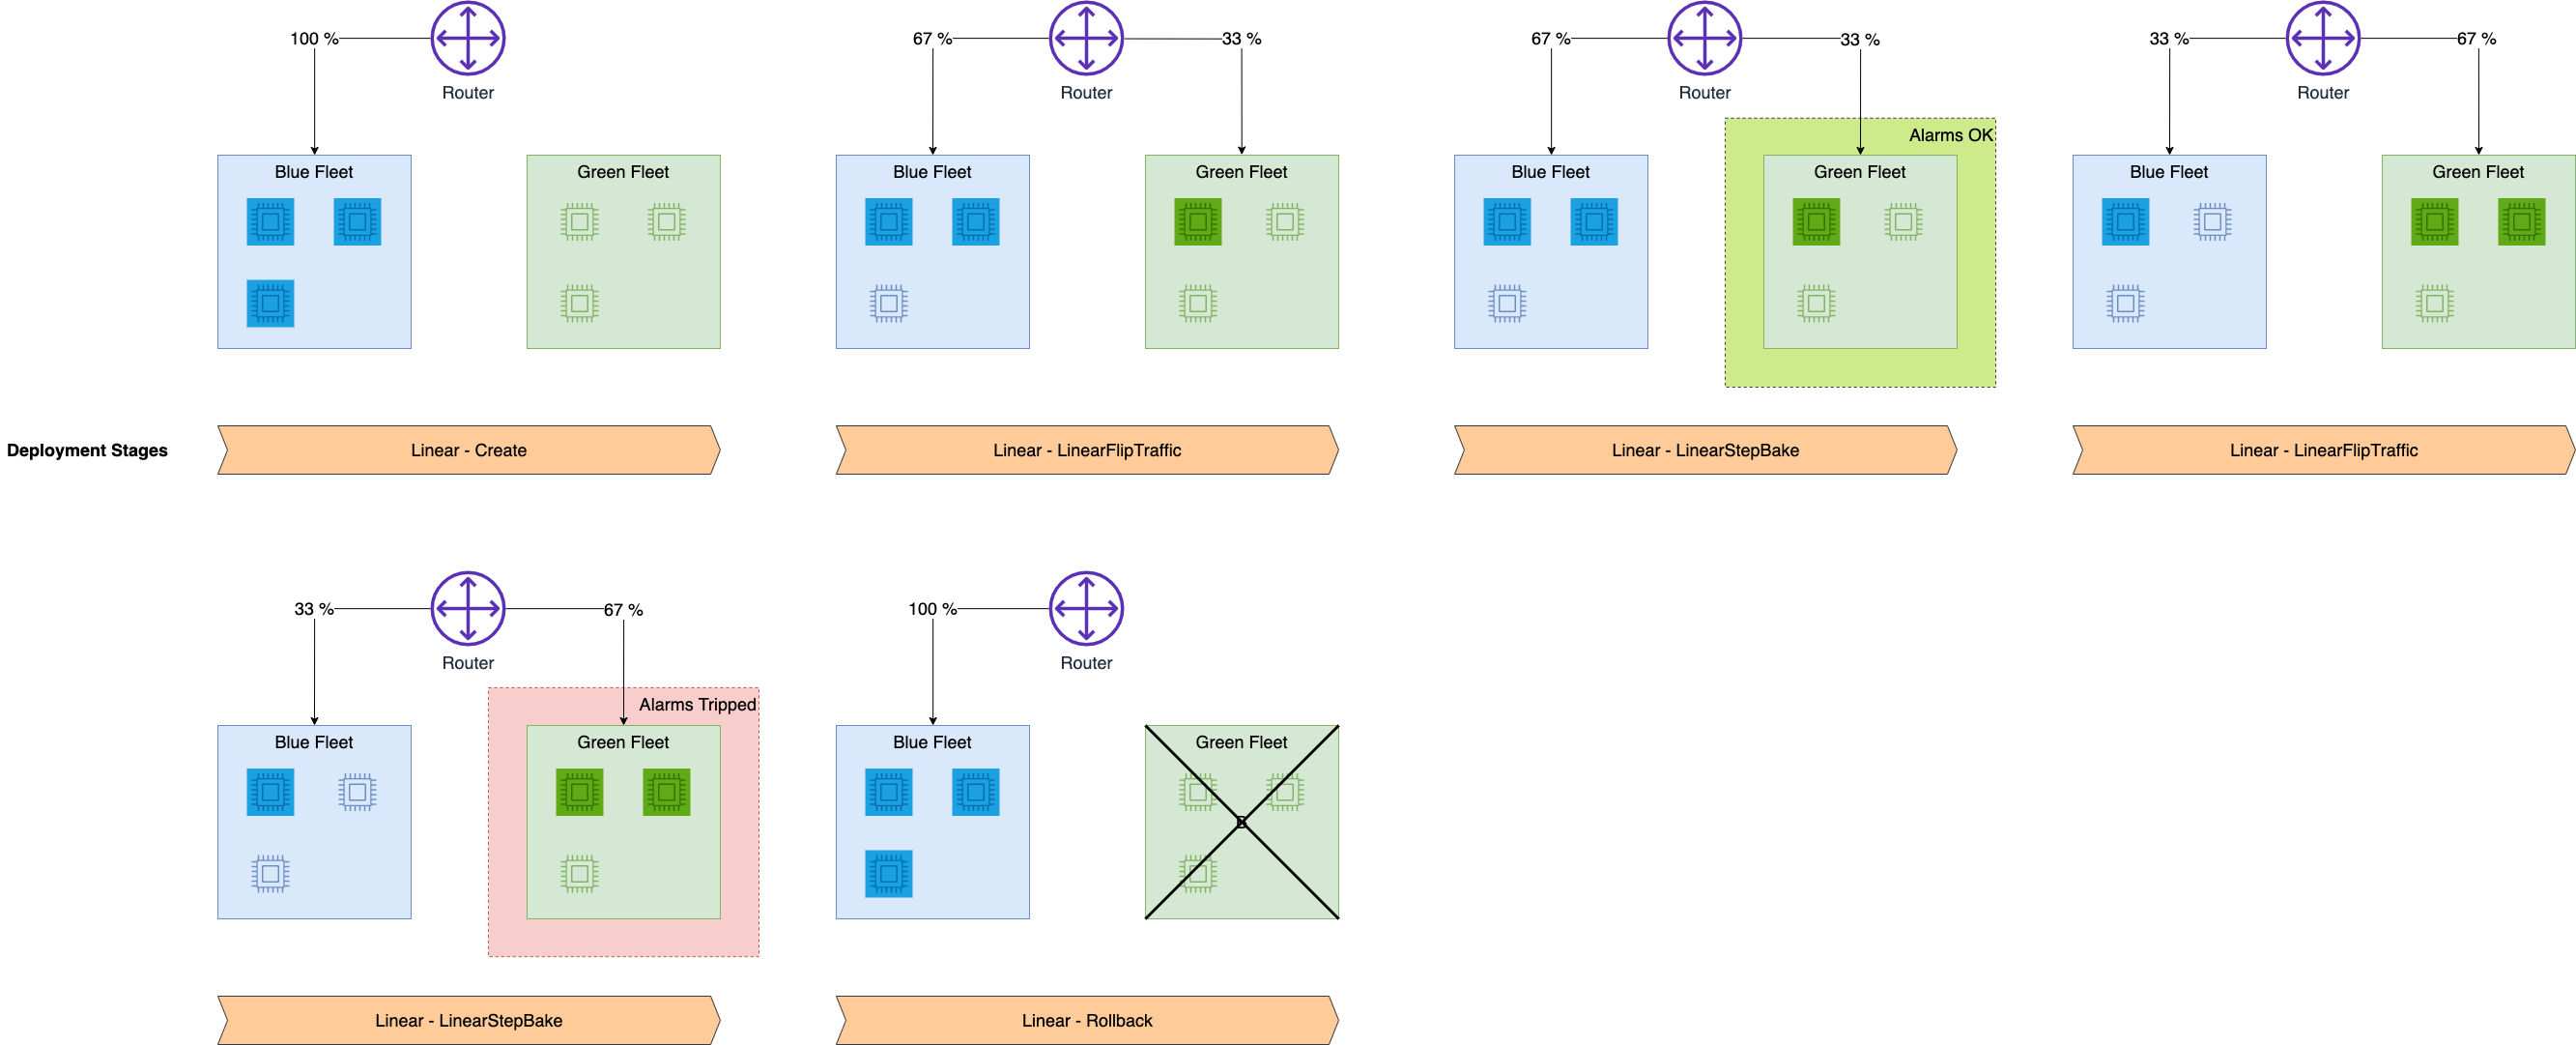 100 %
Router
Blue Fleet
Green Fleet
67 %
33 %
Router
Blue Fleet
Green Fleet
67 %
33 %
Router
Alarms OK
Blue Fleet
Green Fleet
33 %
67 %
Router
Blue Fleet
Green Fleet
Deployment Stages
Linear - Create
Linear - LinearFlipTraffic
Linear - LinearStepBake
Linear - LinearFlipTraffic
33 %
67 %
Router
Alarms Tripped
Blue Fleet
Green Fleet
100 %
Router
Blue Fleet
Green Fleet
Linear - LinearStepBake
Linear - Rollback